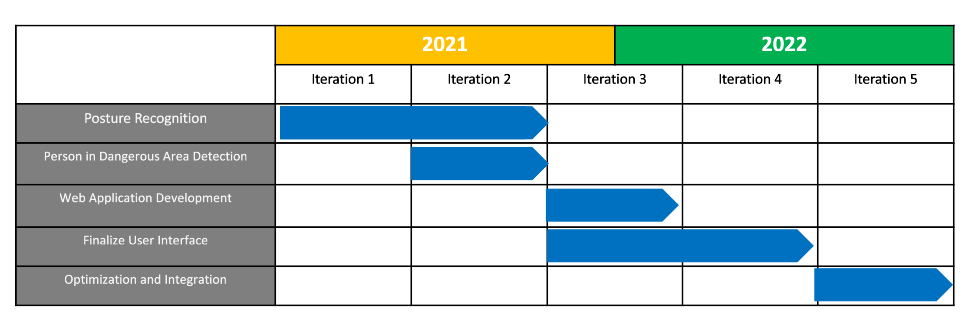 2021
2022
Iteration 1
Iteration 2
Iteration 3
Iteration 4
Iteration 5
Posture Recognition
Person in Dangerous Area Detection
Web Application Development
Finalize User Interface
Optimization and Integration